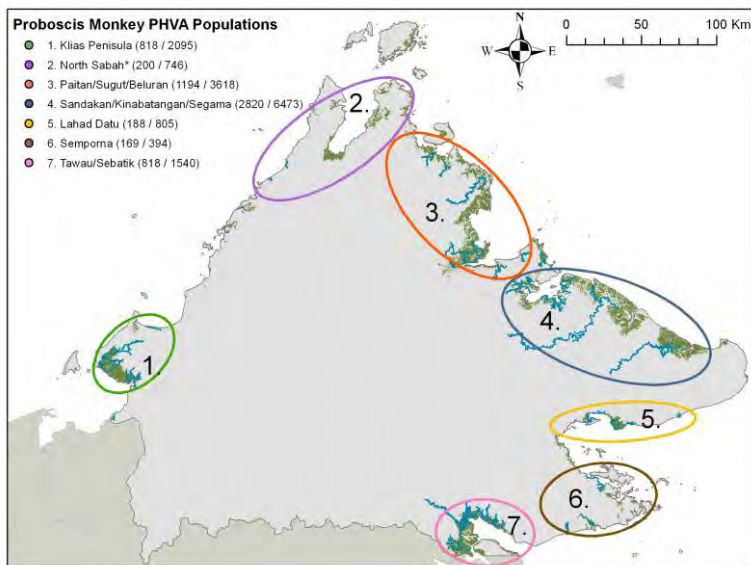 Proboscis Monkey PHVA Populations
1. Klias Penisula (818 / 2095)
2. North Sabah* (200 / 746)
3. Paitan/Sugut/Beluran (1194 / 3618)
4. Sandakan/Kinabatangan/Segama (2820 / 6473)
5. Lahad Datu (188 / 805)
6. Semporna (169 / 394)
7. Tawau/Sebatik (818 / 1540)
N
W E
S
0 25 50 100 Km
2.
3.
4.
1.
5.
6.
7.